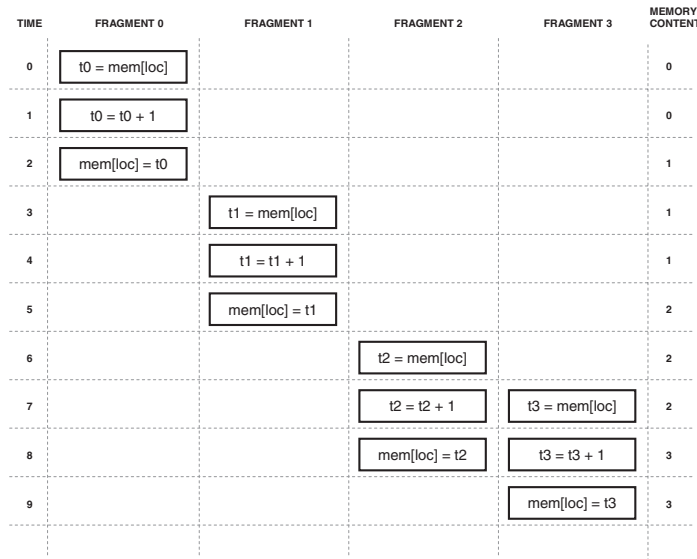 TIME FRAGMENT 0 FRAGMENT 1 FRAGMENT 2 FRAGMENT 3 MEMORY CONTENT
0 t0 = mem[loc] 0
1 t0 = t0 + 1 0
2 mem[loc] = t0 1
3 t1 = mem[loc] 1
4 t1 = t1 + 1 1
5 mem[loc] = t1 2
6 t2 = mem[loc] 2
7 t2 = t2 + 1 t3 = mem[loc] 2
8 mem[loc] = t2 t3 = t3 + 1 3
9 mem[loc] = t3 3